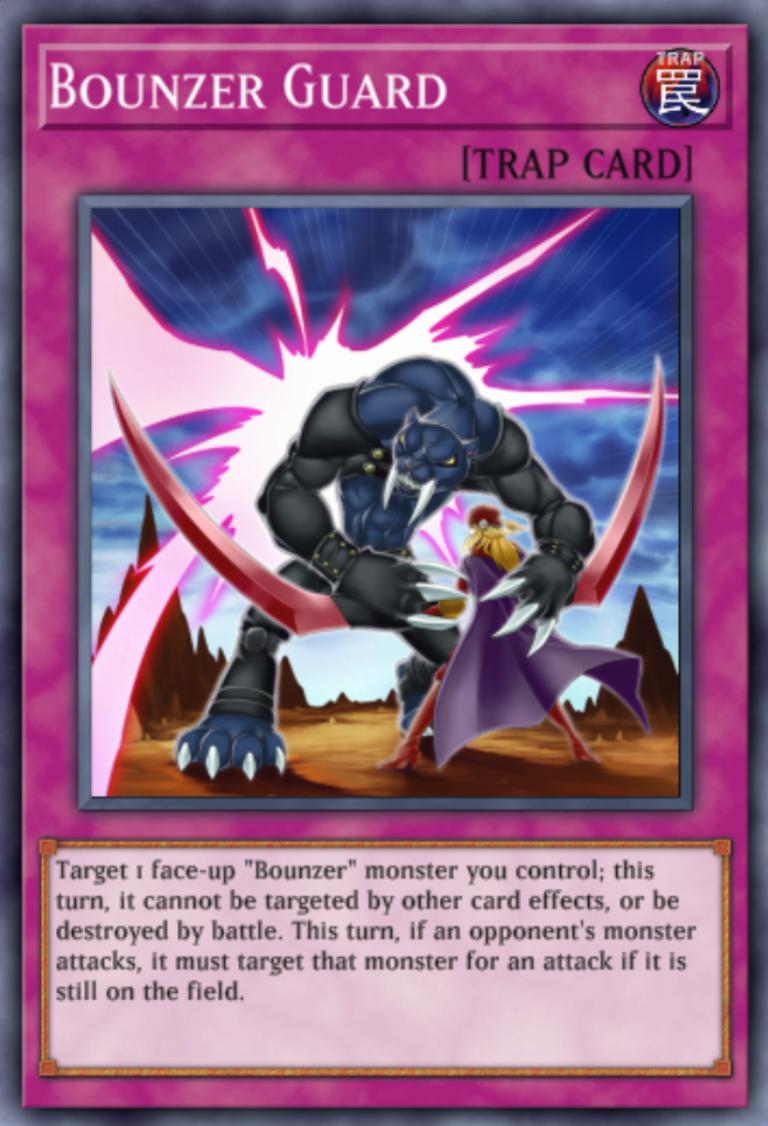 Bounzer Guard
TRAP
罠
[TRAP CARD]
Target 1 face-up "Bounzer" monster you control; this
turn, it cannot be targeted by other card effects, or be
destroyed by battle. This turn, if an opponent's monster
attacks, it must target that monster for an attack if it is
still on the field.